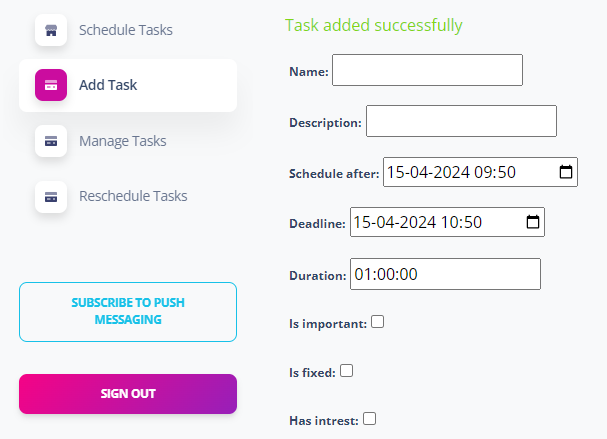 Schedule Tasks
Add Task
Manage Tasks
Reschedule Tasks
SUBSCRIBE TO PUSH
MESSAGING
SIGN OUT
Task added successfully
Name:
Description:
Schedule after: 15-04-2024 09:50
Deadline: 15-04-2024 10:50
Duration: 01:00:00
Is important:
Is fixed:
Has intrest: